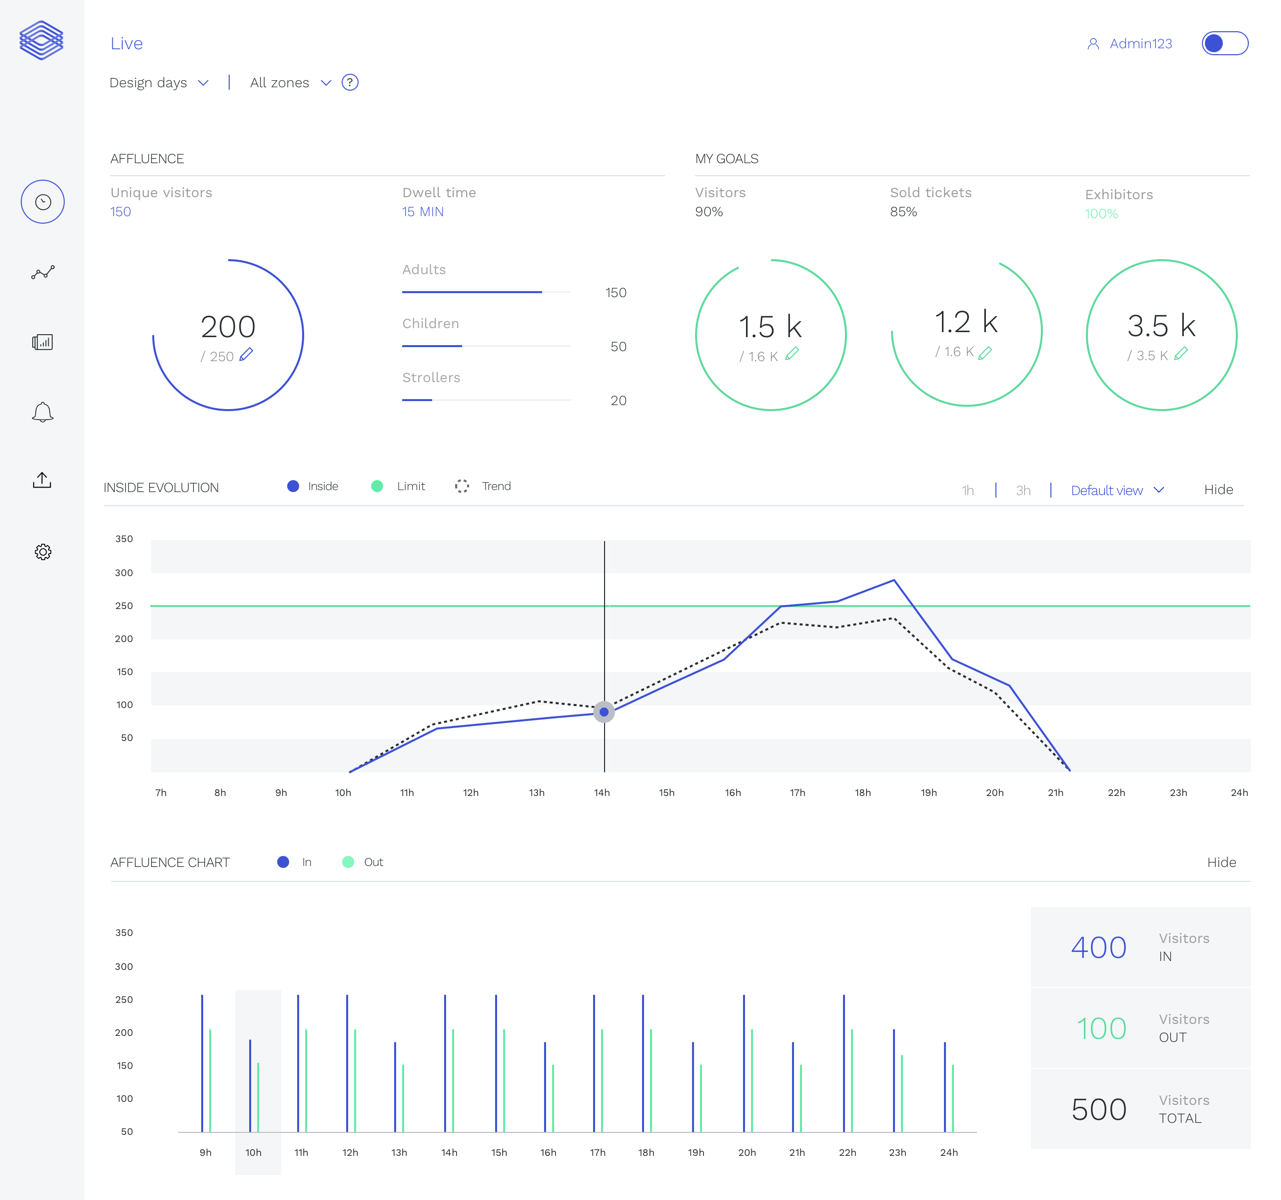 Live
Admin123
Design days
All zones
?
AFFLUENCE
Unique visitors
150
Dwell time
15 MIN
200
/ 250
Adults
150
Children
50
Strollers
20
MY GOALS
Visitors
90%
Sold tickets
85%
Exhibitors
100%
1.5 k
/ 1.6 K
1.2 k
/ 1.6 K
3.5 k
/ 3.5 K
INSIDE EVOLUTION
Inside
Limit
Trend
1h
3h
Default view
Hide
350
300
250
200
150
100
50
7h 8h 9h 10h 11h 12h 13h 14h 15h 16h 17h 18h 19h 20h 21h 22h 23h 24h
AFFLUENCE CHART
In
Out
Hide
350
300
250
200
150
100
50
9h 10h 11h 12h 13h 14h 15h 16h 17h 18h 19h 20h 21h 22h 23h 24h
400
Visitors
IN
100
Visitors
OUT
500
Visitors
TOTAL